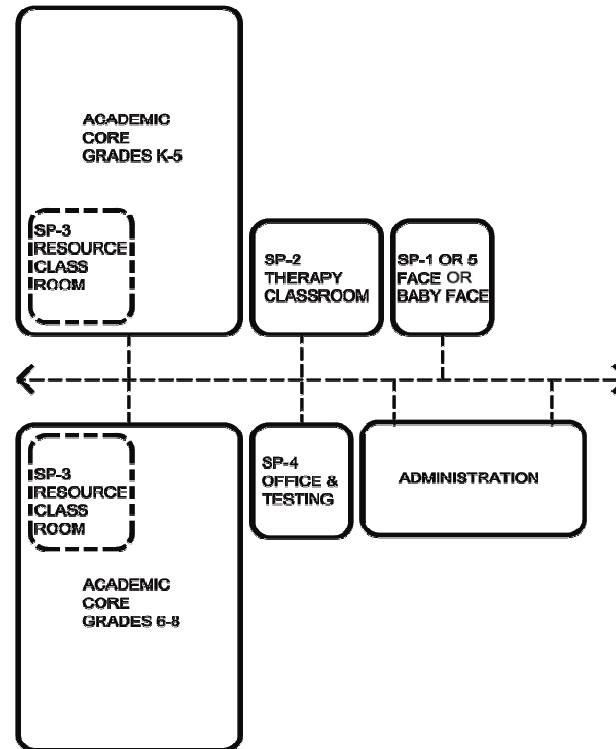 ACADEMIC
CORE
GRADES K-5
SP-3
RESOURCE
CLASS
ROOM
SP-2
THERAPY
CLASSROOM
SP-1 OR 5
FACE OR
BABY FACE
SP-3
RESOURCE
CLASS
ROOM
SP-4
OFFICE &
TESTING
ADMINISTRATION
ACADEMIC
CORE
GRADES 6-8